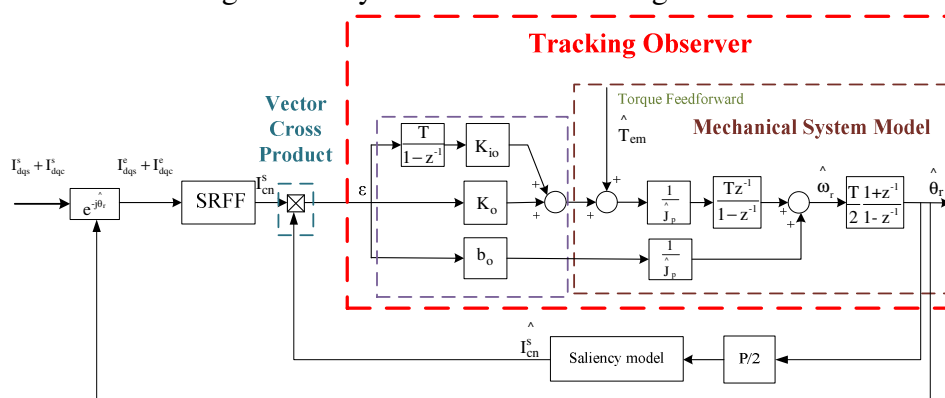 Tracking Observer
Vector
Cross
Product
Torque Feedforward
^
T_em
Mechanical System Model
I^s_dqs + I^s_dqc
I^e_dqs + I^e_dqc
I^s_cn
ε
T
1 – z^-1
K_io
e^-jθ̂_r
SRFF
K_o
+
+
+
+
1
Ĵ_p
Tz^-1
1 – z^-1
+
+
ω̂_r
T 1+z^-1
2 1- z^-1
θ̂_r
b_o
1
Ĵ_p
^
I^s_cn
Saliency model
P/2